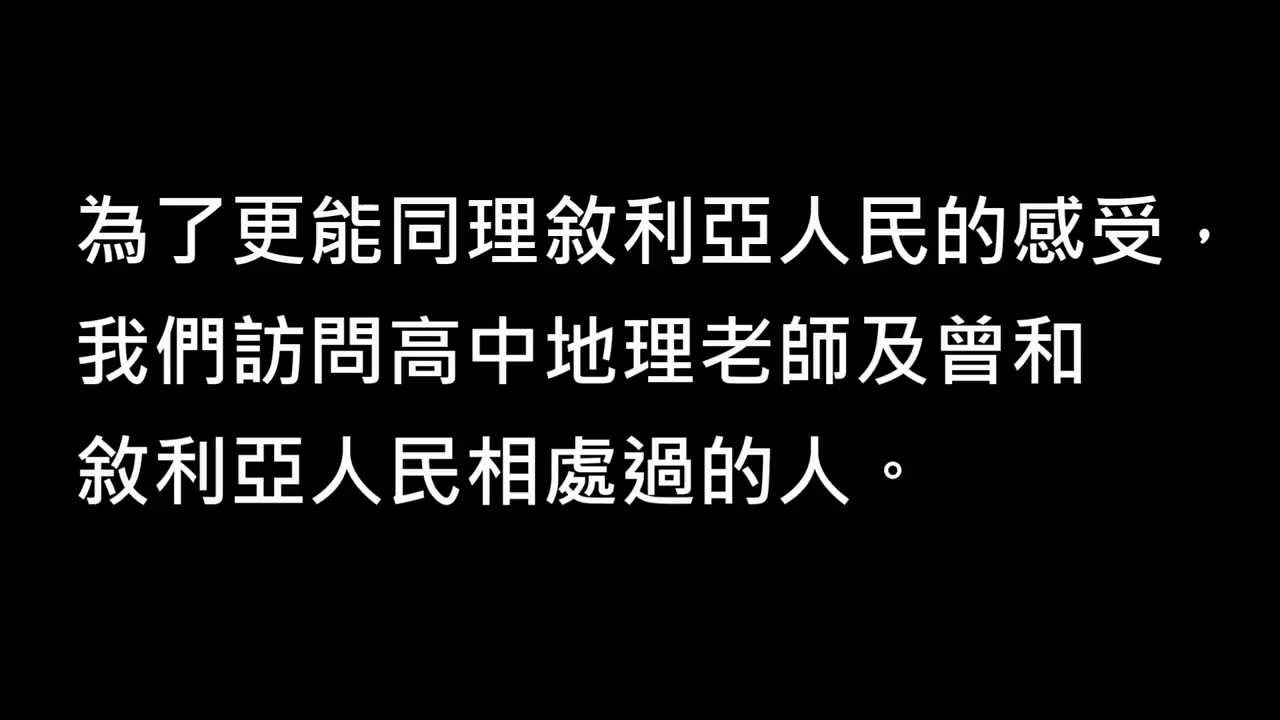 為了更能同理敘利亞人民的感受，
我們訪問高中地理老師及曾和
敘利亞人民相處過的人。